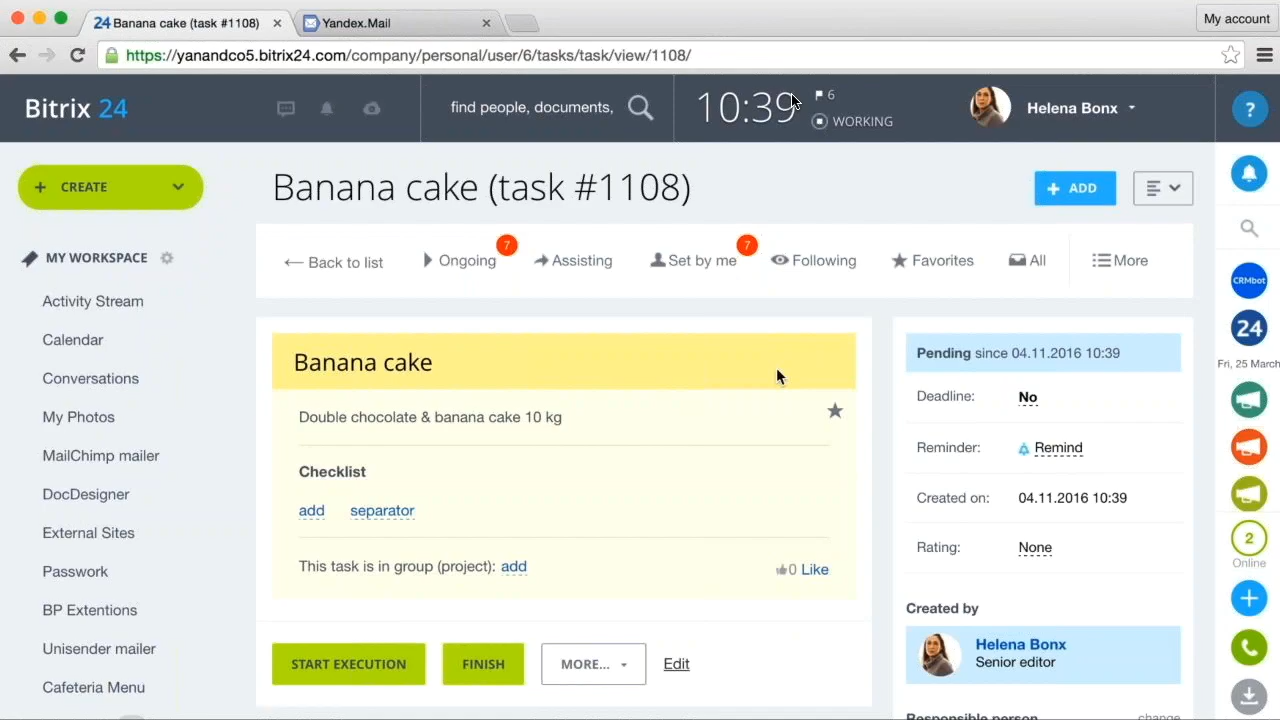 24 Banana cake (task #1108)
Yandex.Mail
My account
https://yanandco5.bitrix24.com/company/personal/user/6/tasks/task/view/1108/
Bitrix 24
find people, documents,
10:39
6
WORKING
Helena Bonx
?
+ CREATE
Banana cake (task #1108)
+ ADD
MY WORKSPACE
← Back to list
Ongoing
7
Assisting
Set by me
7
Following
Favorites
All
More
Activity Stream
Calendar
Conversations
My Photos
MailChimp mailer
DocDesigner
External Sites
Passwork
BP Extentions
Unisender mailer
Cafeteria Menu
Banana cake
Double chocolate & banana cake 10 kg
Checklist
add
separator
This task is in group (project): add
0 Like
START EXECUTION
FINISH
MORE...
Edit
Pending since 04.11.2016 10:39
Deadline: No
Reminder: Remind
Created on: 04.11.2016 10:39
Rating: None
Created by
Helena Bonx
Senior editor
Responsible person
change
CRMbot
24
Fri, 25 March
2
Online